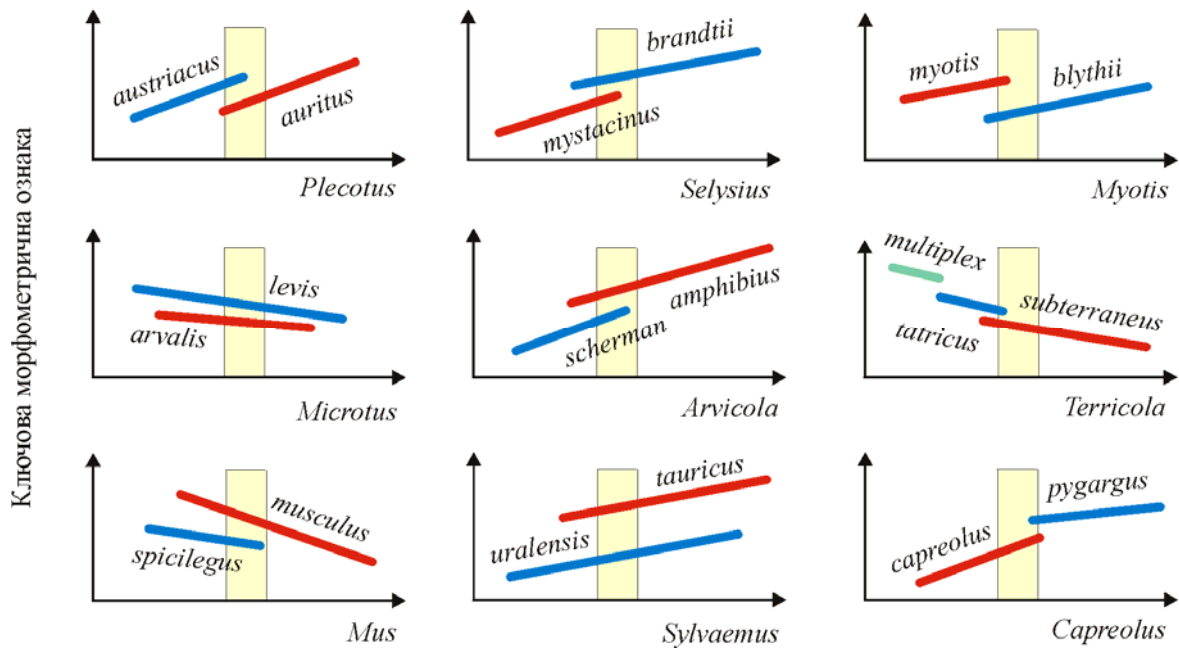 Ключова морфометрична ознака
austriacus
auritus
Plecotus
brandtii
mystacinus
Selysius
myotis
blythii
Myotis
levis
arvalis
Microtus
amphibius
scherman
Arvicola
multiplex
subterraneus
tatricus
Terricola
musculus
spicilegus
Mus
tauricus
uralensis
Sylvaemus
pygargus
capreolus
Capreolus